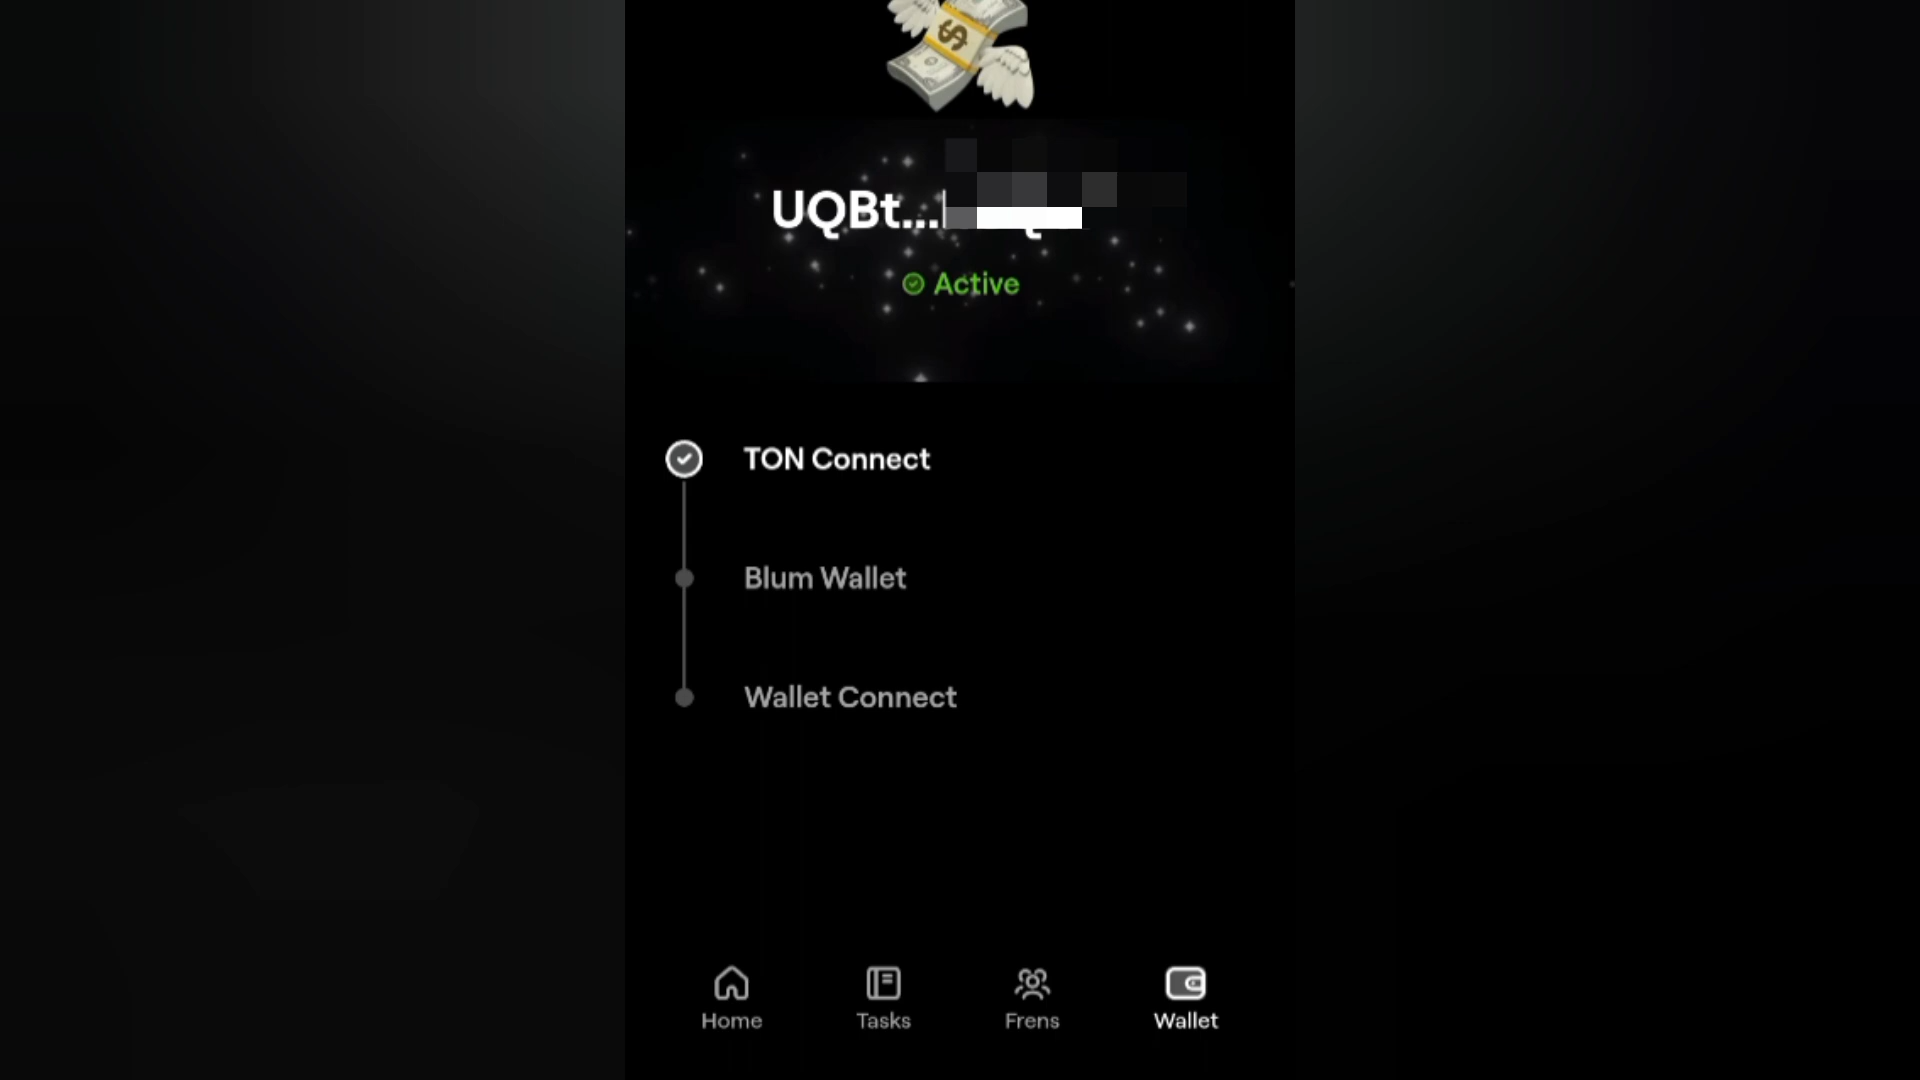 UQBt...
Active
TON Connect
Blum Wallet
Wallet Connect
Home
Tasks
Frens
Wallet